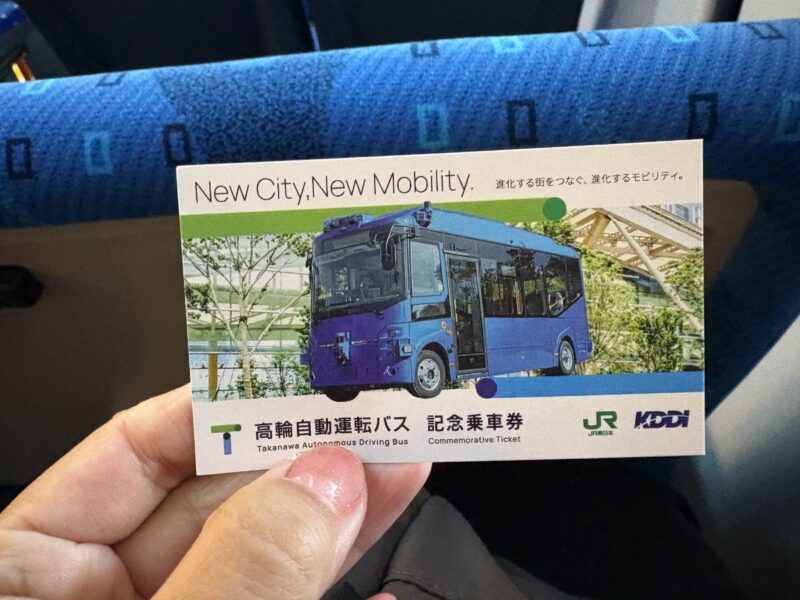 New City,New Mobility.
進化する街をつなぐ、進化するモビリティ。
高輪自動運転バス 記念乗車券
Takanawa Autonomous Driving Bus Commemorative Ticket
JR
JR東日本
KDDI